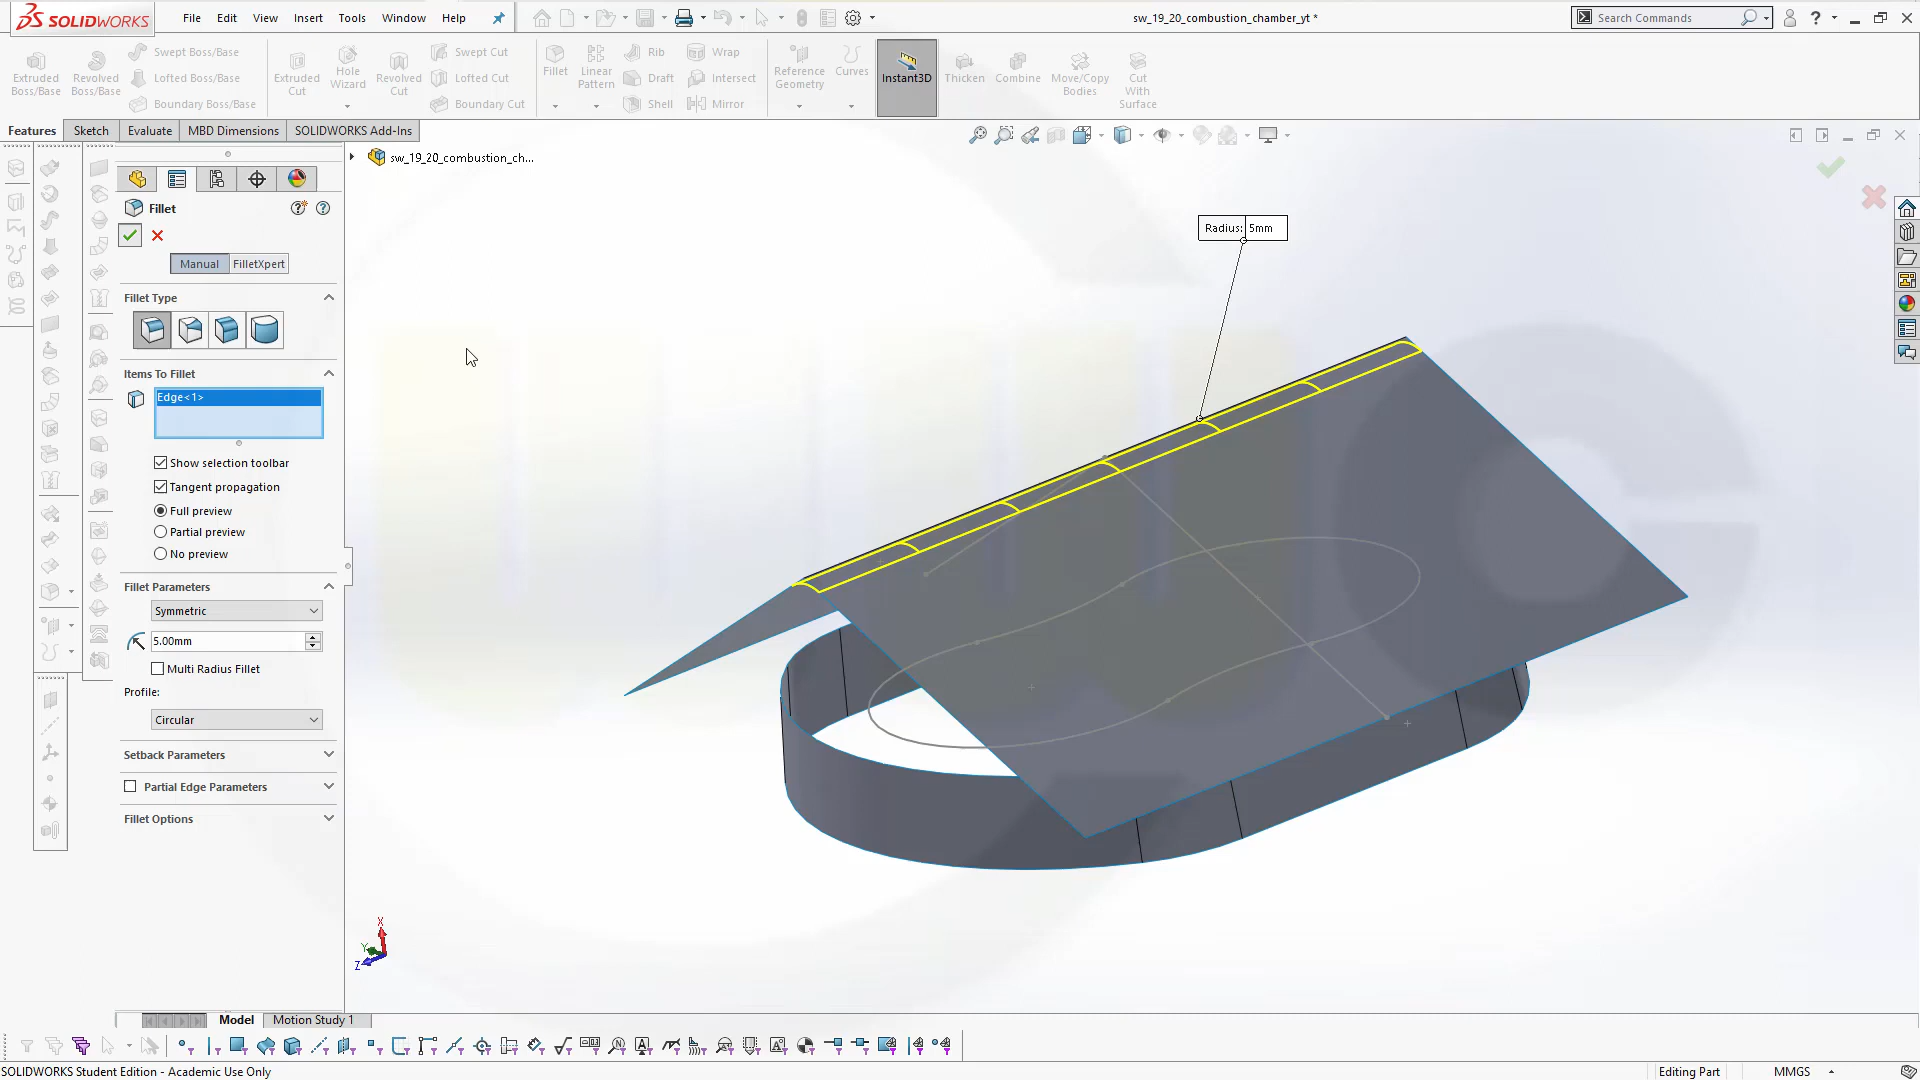 SOLIDWORKS File Edit View Insert Tools Window Help sw_19_20_combustion_chamber_yt * Search Commands ?
Extruded Boss/Base Revolved Boss/Base Swept Boss/Base Lofted Boss/Base Boundary Boss/Base Extruded Cut Hole Wizard Revolved Cut Swept Cut Lofted Cut Boundary Cut Fillet Linear Pattern Rib Draft Shell Wrap Intersect Mirror Reference Geometry Curves Instant3D Thicken Combine Move/Copy Bodies Cut With Surface
Features Sketch Evaluate MBD Dimensions SOLIDWORKS Add-Ins
sw_19_20_combustion_ch...
Fillet
Manual FilletXpert
Radius: 5mm
Fillet Type
Items To Fillet
Edge<1>
Show selection toolbar
Tangent propagation
Full preview
Partial preview
No preview
Fillet Parameters
Symmetric
5.00mm
Multi Radius Fillet
Profile:
Circular
Setback Parameters
Partial Edge Parameters
Fillet Options
X
Y
Z
Model Motion Study 1
SOLIDWORKS Student Edition - Academic Use Only Editing Part MMGS